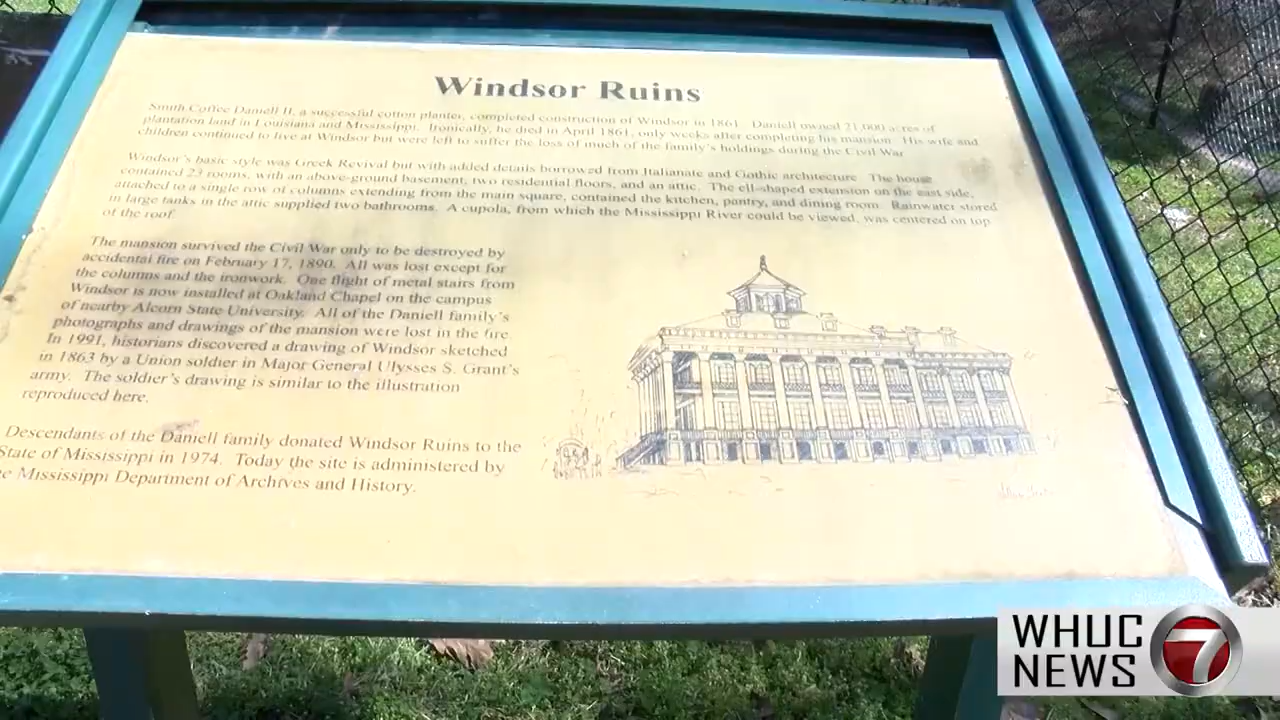 Windsor Ruins
Smith Coffee Daniell II, a successful cotton planter, completed construction of Windsor in 1861. Daniell owned 21,000 acres of
plantation land in Louisiana and Mississippi. Ironically, he died in April 1861, only weeks after completing his mansion. His wife and
children continued to live at Windsor but were left to suffer the loss of much of the family's holdings during the Civil War.
Windsor's basic style was Greek Revival but with added details borrowed from Italianate and Gothic architecture. The house
contained 23 rooms, with an above-ground basement, two residential floors, and an attic. The ell-shaped extension on the east side,
attached to a single row of columns extending from the main square, contained the kitchen, pantry, and dining room. Rainwater stored
in large tanks in the attic supplied two bathrooms. A cupola, from which the Mississippi River could be viewed, was centered on top
of the roof.
The mansion survived the Civil War only to be destroyed by
accidental fire on February 17, 1890. All was lost except for
the columns and the ironwork. One flight of metal stairs from
Windsor is now installed at Oakland Chapel on the campus
of nearby Alcorn State University. All of the Daniell family's
photographs and drawings of the mansion were lost in the fire.
In 1991, historians discovered a drawing of Windsor sketched
in 1863 by a Union soldier in Major General Ulysses S. Grant's
army. The soldier's drawing is similar to the illustration
reproduced here.
Descendants of the Daniell family donated Windsor Ruins to the
State of Mississippi in 1974. Today the site is administered by
e Mississippi Department of Archives and History.
WHUC
NEWS 7